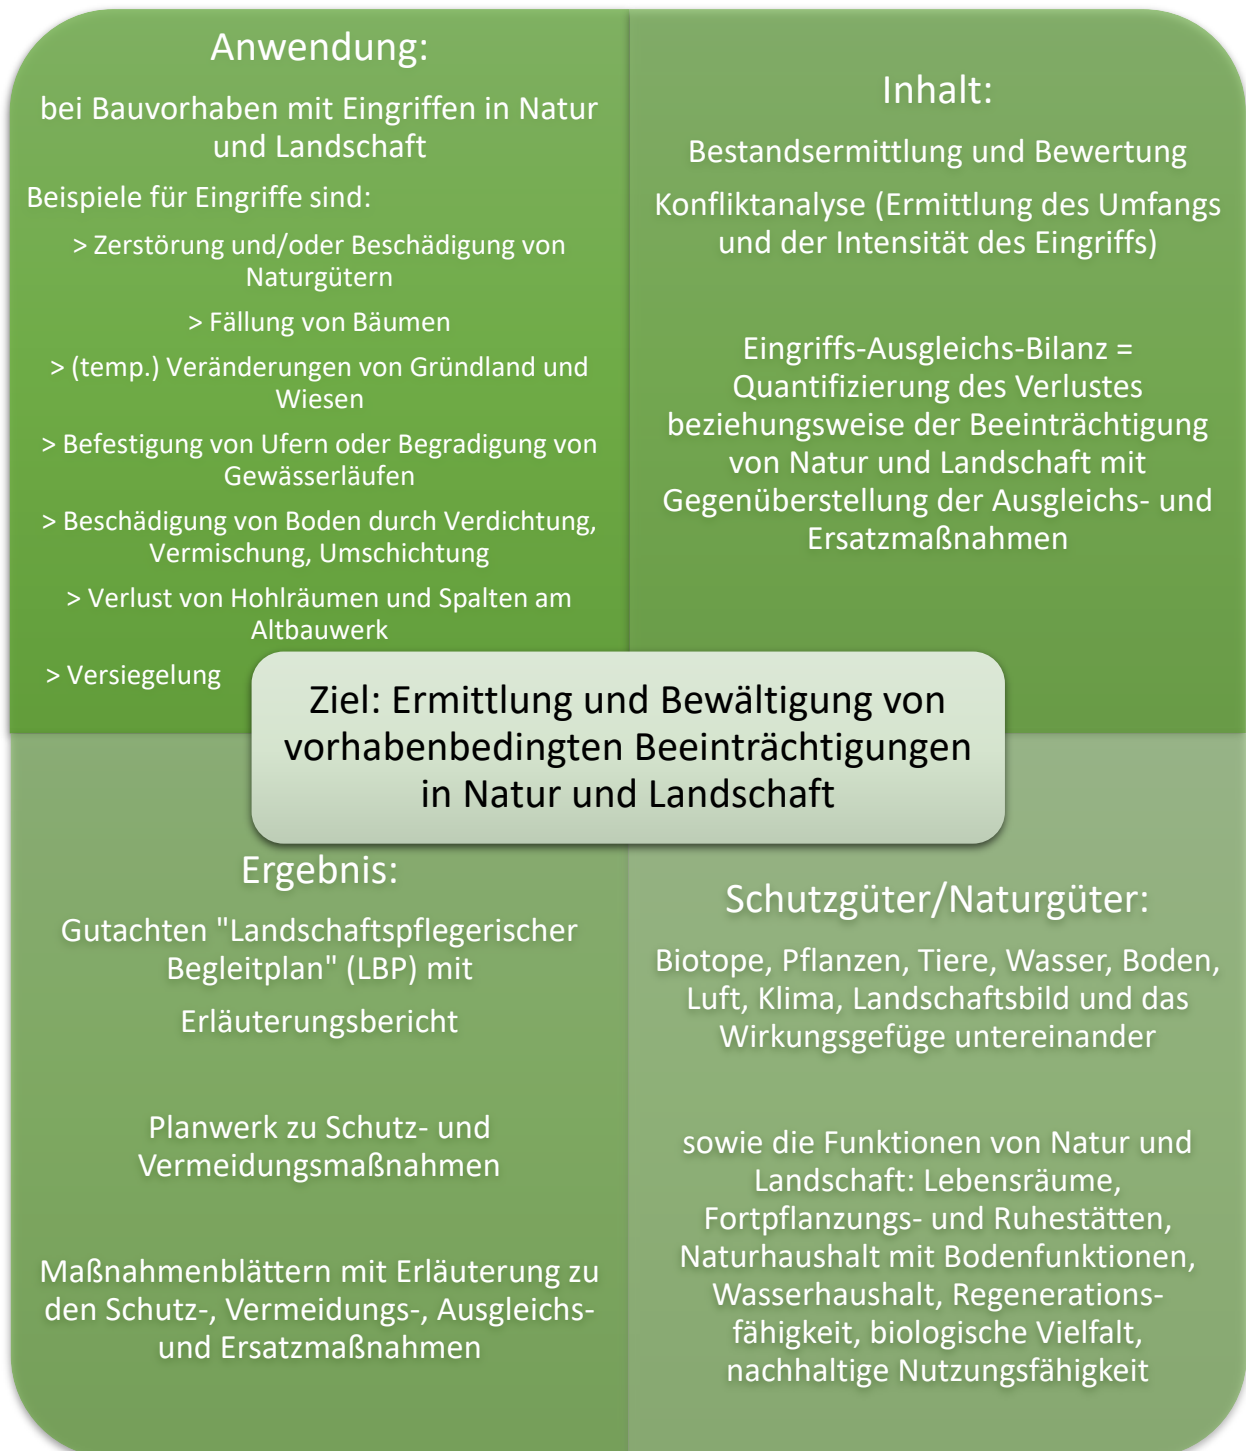 Anwendung:
bei Bauvorhaben mit Eingriffen in Natur
und Landschaft
Beispiele für Eingriffe sind:
> Zerstörung und/oder Beschädigung von
Naturgütern
> Fällung von Bäumen
> (temp.) Veränderungen von Gründland und
Wiesen
> Befestigung von Ufern oder Begradigung von
Gewässerläufen
> Beschädigung von Boden durch Verdichtung,
Vermischung, Umschichtung
> Verlust von Hohlräumen und Spalten am
Altbauwerk
> Versiegelung
Inhalt:
Bestandsermittlung und Bewertung
Konfliktanalyse (Ermittlung des Umfangs
und der Intensität des Eingriffs)
Eingriffs-Ausgleichs-Bilanz =
Quantifizierung des Verlustes
beziehungsweise der Beeinträchtigung
von Natur und Landschaft mit
Gegenüberstellung der Ausgleichs- und
Ersatzmaßnahmen
Ziel: Ermittlung und Bewältigung von
vorhabenbedingten Beeinträchtigungen
in Natur und Landschaft
Ergebnis:
Gutachten "Landschaftspflegerischer
Begleitplan" (LBP) mit
Erläuterungsbericht
Planwerk zu Schutz- und
Vermeidungsmaßnahmen
Maßnahmenblättern mit Erläuterung zu
den Schutz-, Vermeidungs-, Ausgleichs-
und Ersatzmaßnahmen
Schutzgüter/Naturgüter:
Biotope, Pflanzen, Tiere, Wasser, Boden,
Luft, Klima, Landschaftsbild und das
Wirkungsgefüge untereinander
sowie die Funktionen von Natur und
Landschaft: Lebensräume,
Fortpflanzungs- und Ruhestätten,
Naturhaushalt mit Bodenfunktionen,
Wasserhaushalt, Regenerations-
fähigkeit, biologische Vielfalt,
nachhaltige Nutzungsfähigkeit